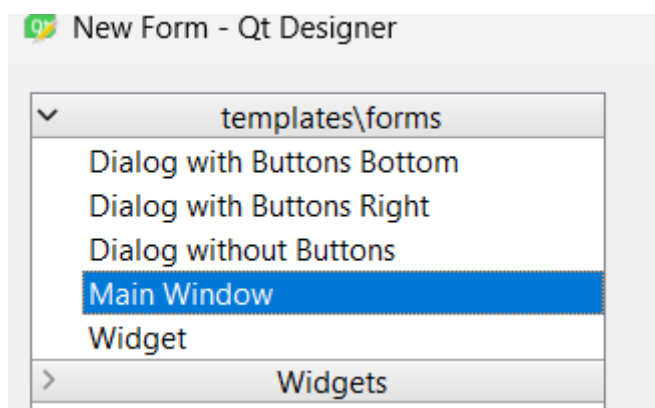 New Form - Qt Designer
templates\forms
Dialog with Buttons Bottom
Dialog with Buttons Right
Dialog without Buttons
Main Window
Widget
Widgets